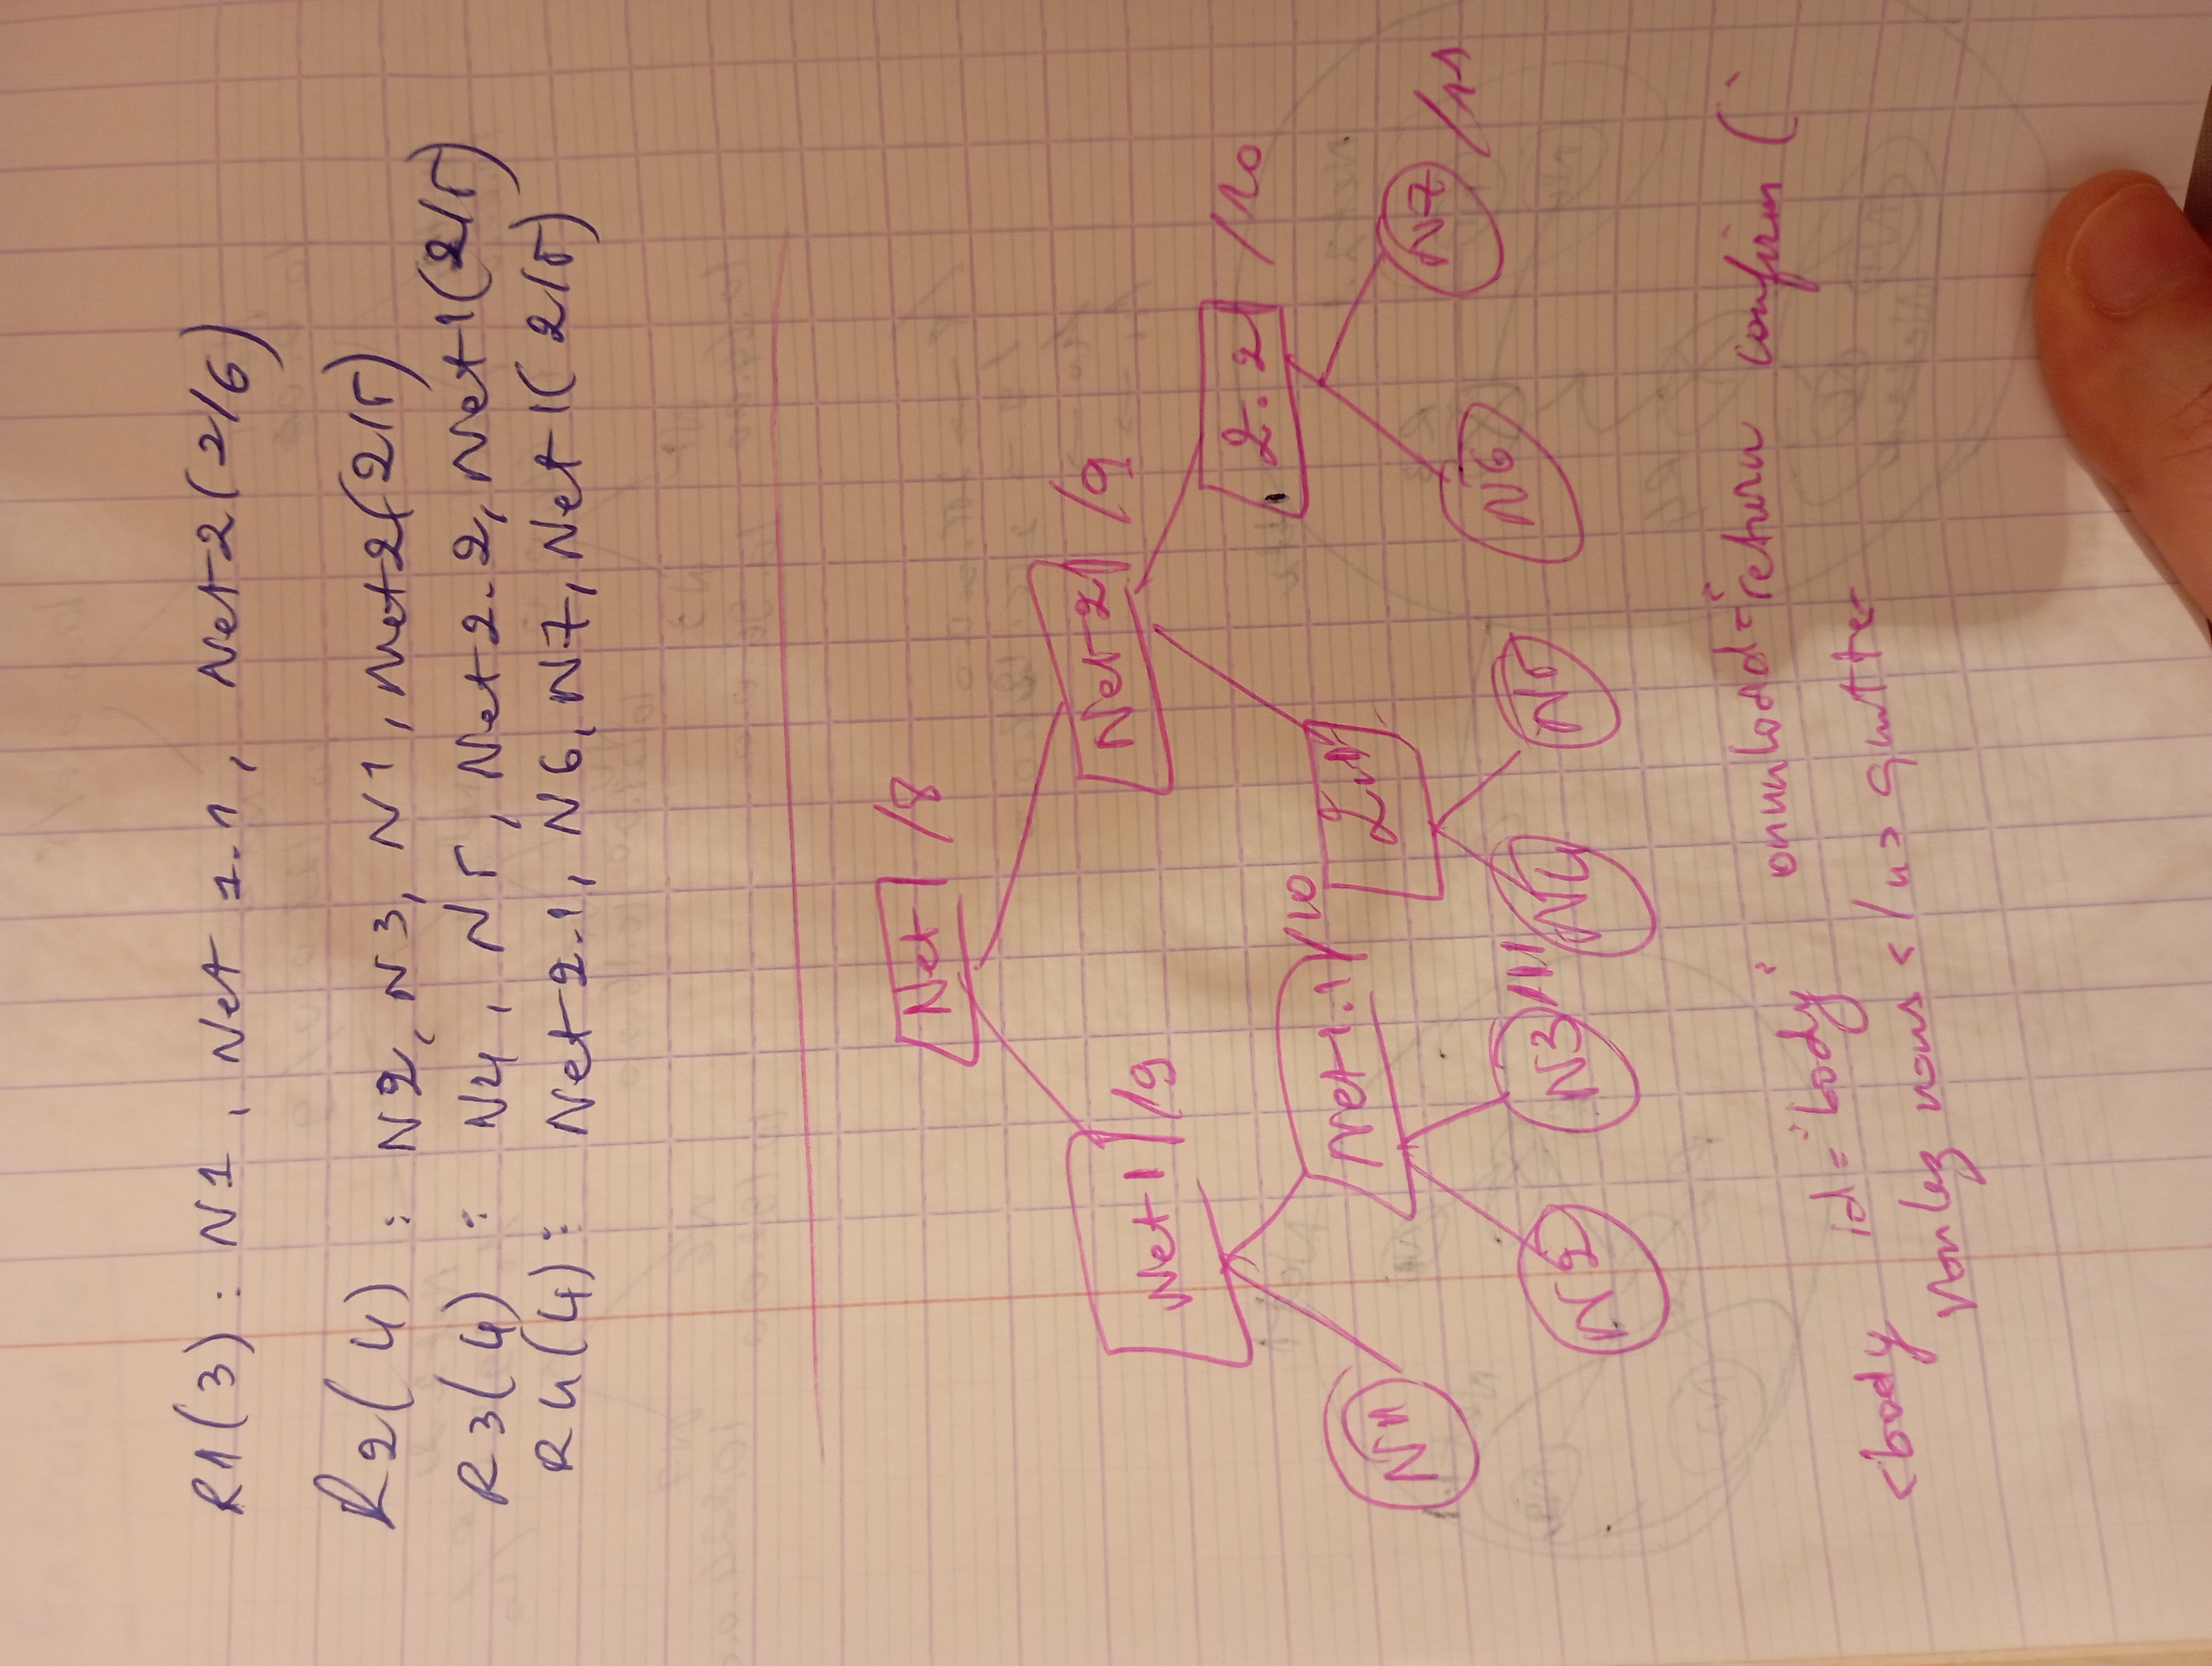 R1(3) : N1, Net 1.1, Net 2 (2/6)
R2(4) : N2, N3, N1, Net 2 (2/5)
R3(4) : N4, N5, Net 2.2, Net 1 (2/5)
R4(4) : Net 2.1, N6, N7, Net 1 (2/5)
Net /8
Net 1 /9
Net 2 /9
Net 1.1 /10
2.1
2.2 /10
N1
N2
N3 /11
N4
N5
N6
N7 /11
<body id="body" onunload="return confirm('
Voulez vous </u> quitter